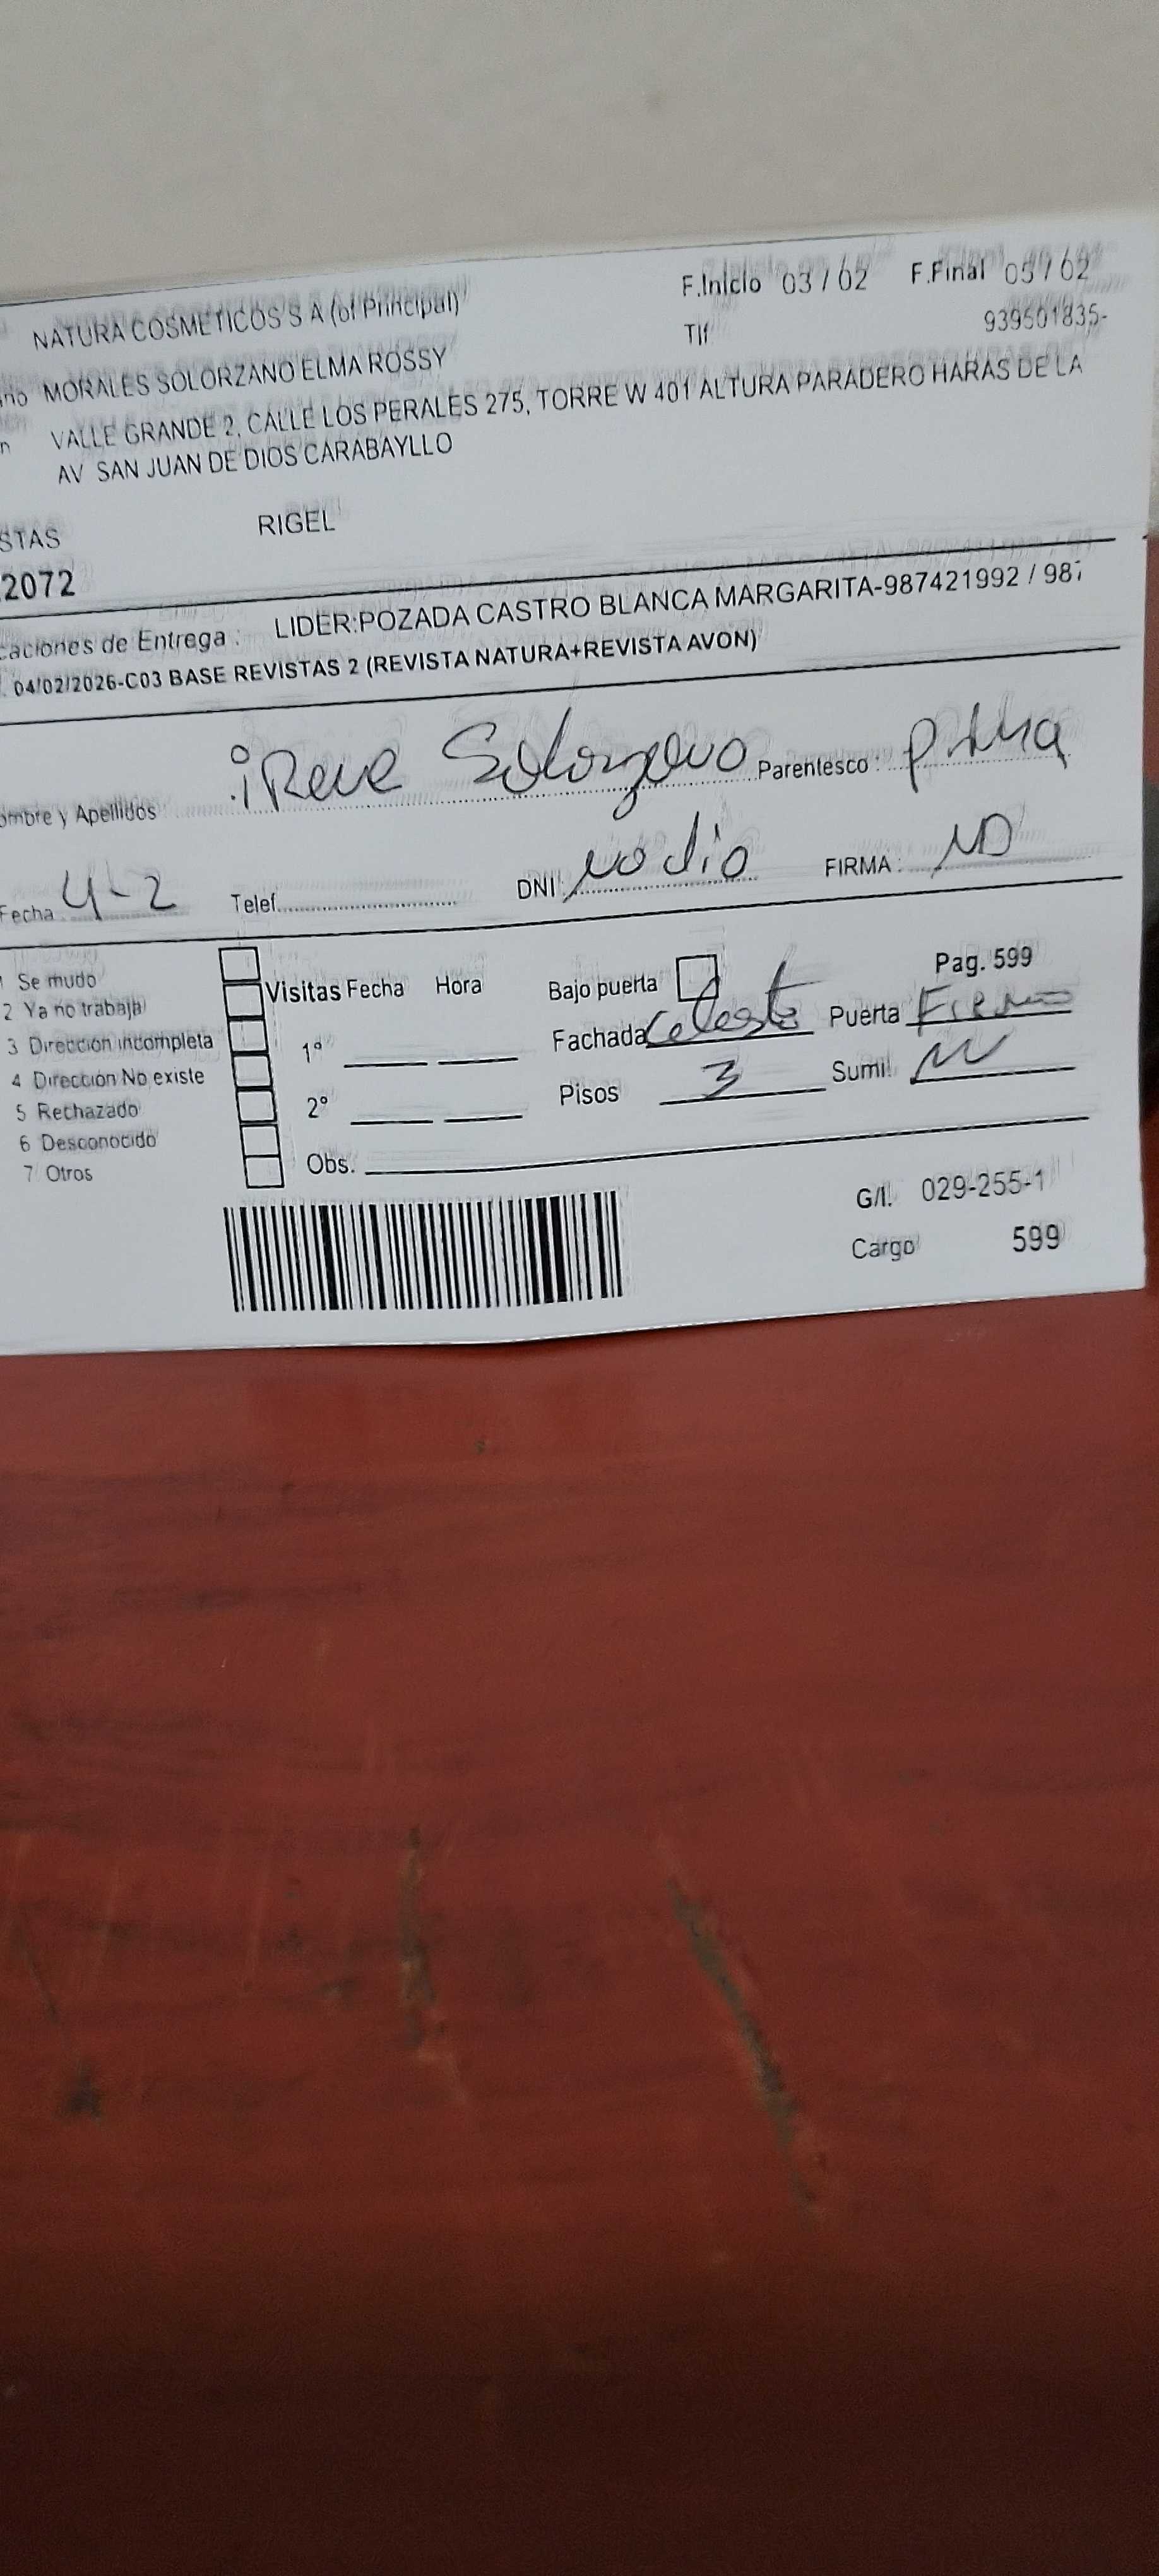 NATURA COSMETICOS S A (of Principal) F.Inicio 03 / 02 F.Final 05 / 02
Tlf 939501835-
MORALES SOLORZANO ELMA ROSSY
VALLE GRANDE 2, CALLE LOS PERALES 275, TORRE W 401 ALTURA PARADERO HARAS DE LA
AV SAN JUAN DE DIOS CARABAYLLO
STAS RIGEL
2072
caciones de Entrega : LIDER:POZADA CASTRO BLANCA MARGARITA-987421992 / 987
04/02/2026-C03 BASE REVISTAS 2 (REVISTA NATURA+REVISTA AVON)
ombre y Apellidos iRene Solorzano Parentesco : prima
Fecha 4-2 Telef. DNI no dio FIRMA : ND
1 Se mudo
2 Ya no trabaja
3 Dirección incompleta
4 Dirección No existe
5 Rechazado
6 Desconocido
7 Otros
Visitas Fecha Hora
1ª
2º
Obs.
Bajo puerta Pag. 599
Fachada Celeste Puerta Fierro
Pisos 3 Sumi.
G/l. 029-255-1
Cargo 599